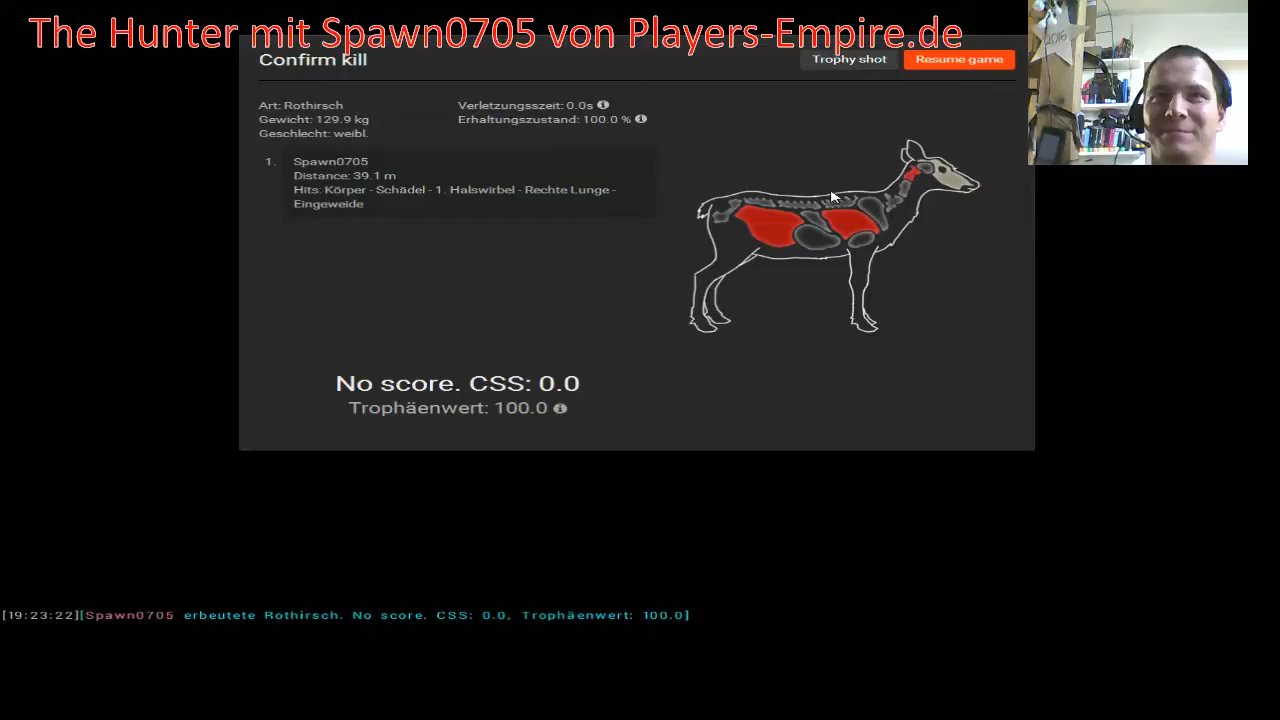 The Hunter mit Spawn0705 von Players-Empire.de
2016
Confirm kill
Trophy shot
Resume game
Art: Rothirsch
Gewicht: 129.9 kg
Geschlecht: weibl.
Verletzungsszeit: 0.0s
Erhaltungszustand: 100.0 %
1.
Spawn0705
Distance: 39.1 m
Hits: Körper - Schädel - 1. Halswirbel - Rechte Lunge -
Eingeweide
No score. CSS: 0.0
Trophäenwert: 100.0
[19:23:22][Spawn0705 erbeutete Rothirsch. No score. CSS: 0.0, Trophäenwert: 100.0]